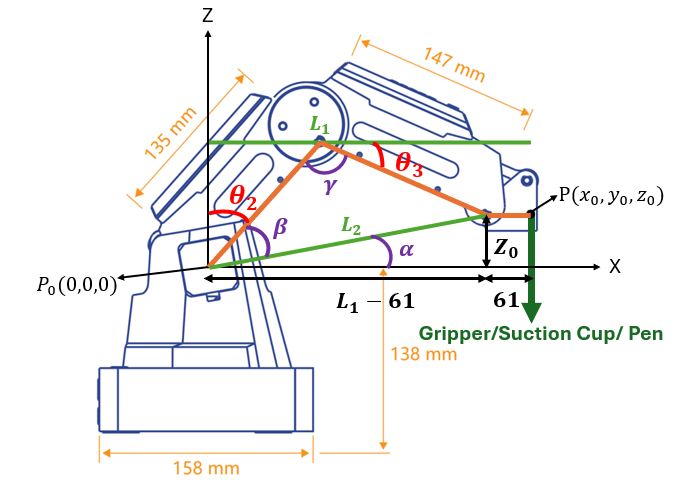 Z
147 mm
135 mm
L₁
θ₃
γ
θ₂
P(x₀, y₀, z₀)
β
L₂
α
Z₀
X
P₀(0,0,0)
L₁ − 61
61
Gripper/Suction Cup/ Pen
138 mm
158 mm